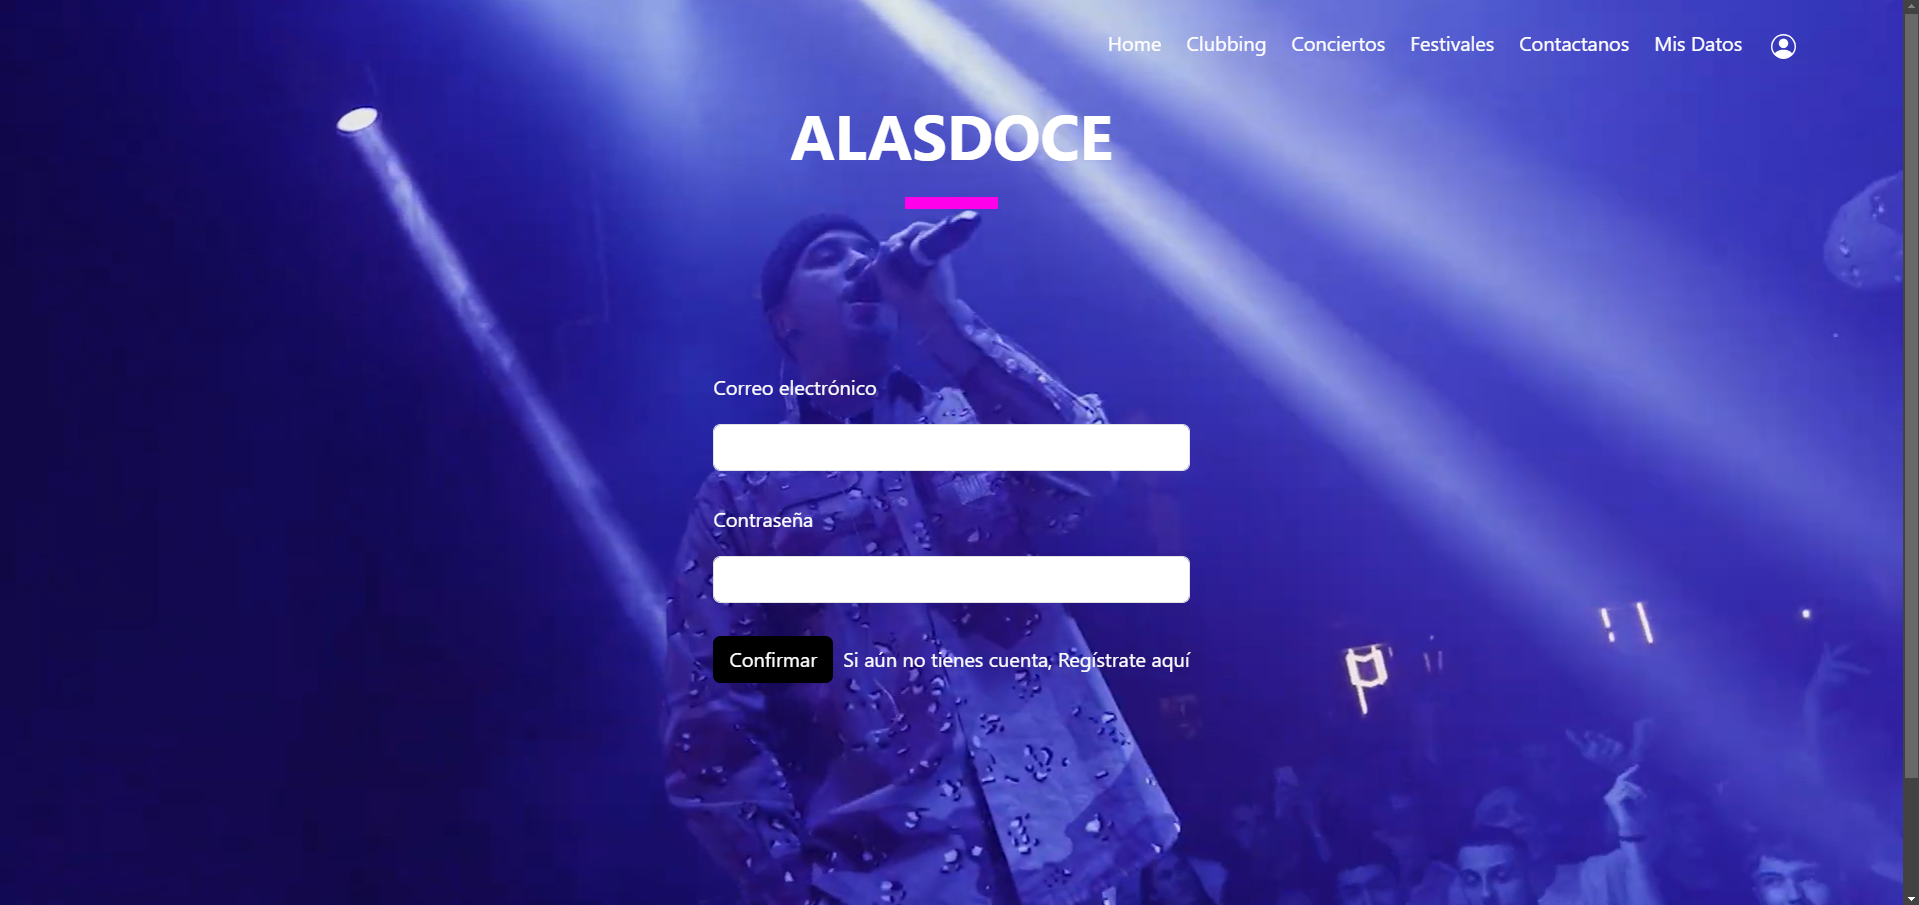 Home Clubbing Conciertos Festivales Contactanos Mis Datos
ALASDOCE
Correo electrónico
Contraseña
Confirmar Si aún no tienes cuenta, Regístrate aquí